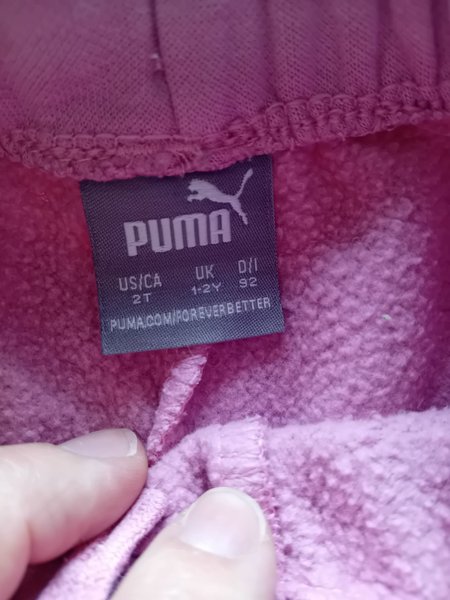 PUMA
US/CA UK D/I
2T 1-2Y 92
PUMA.COM/FOREVERBETTER